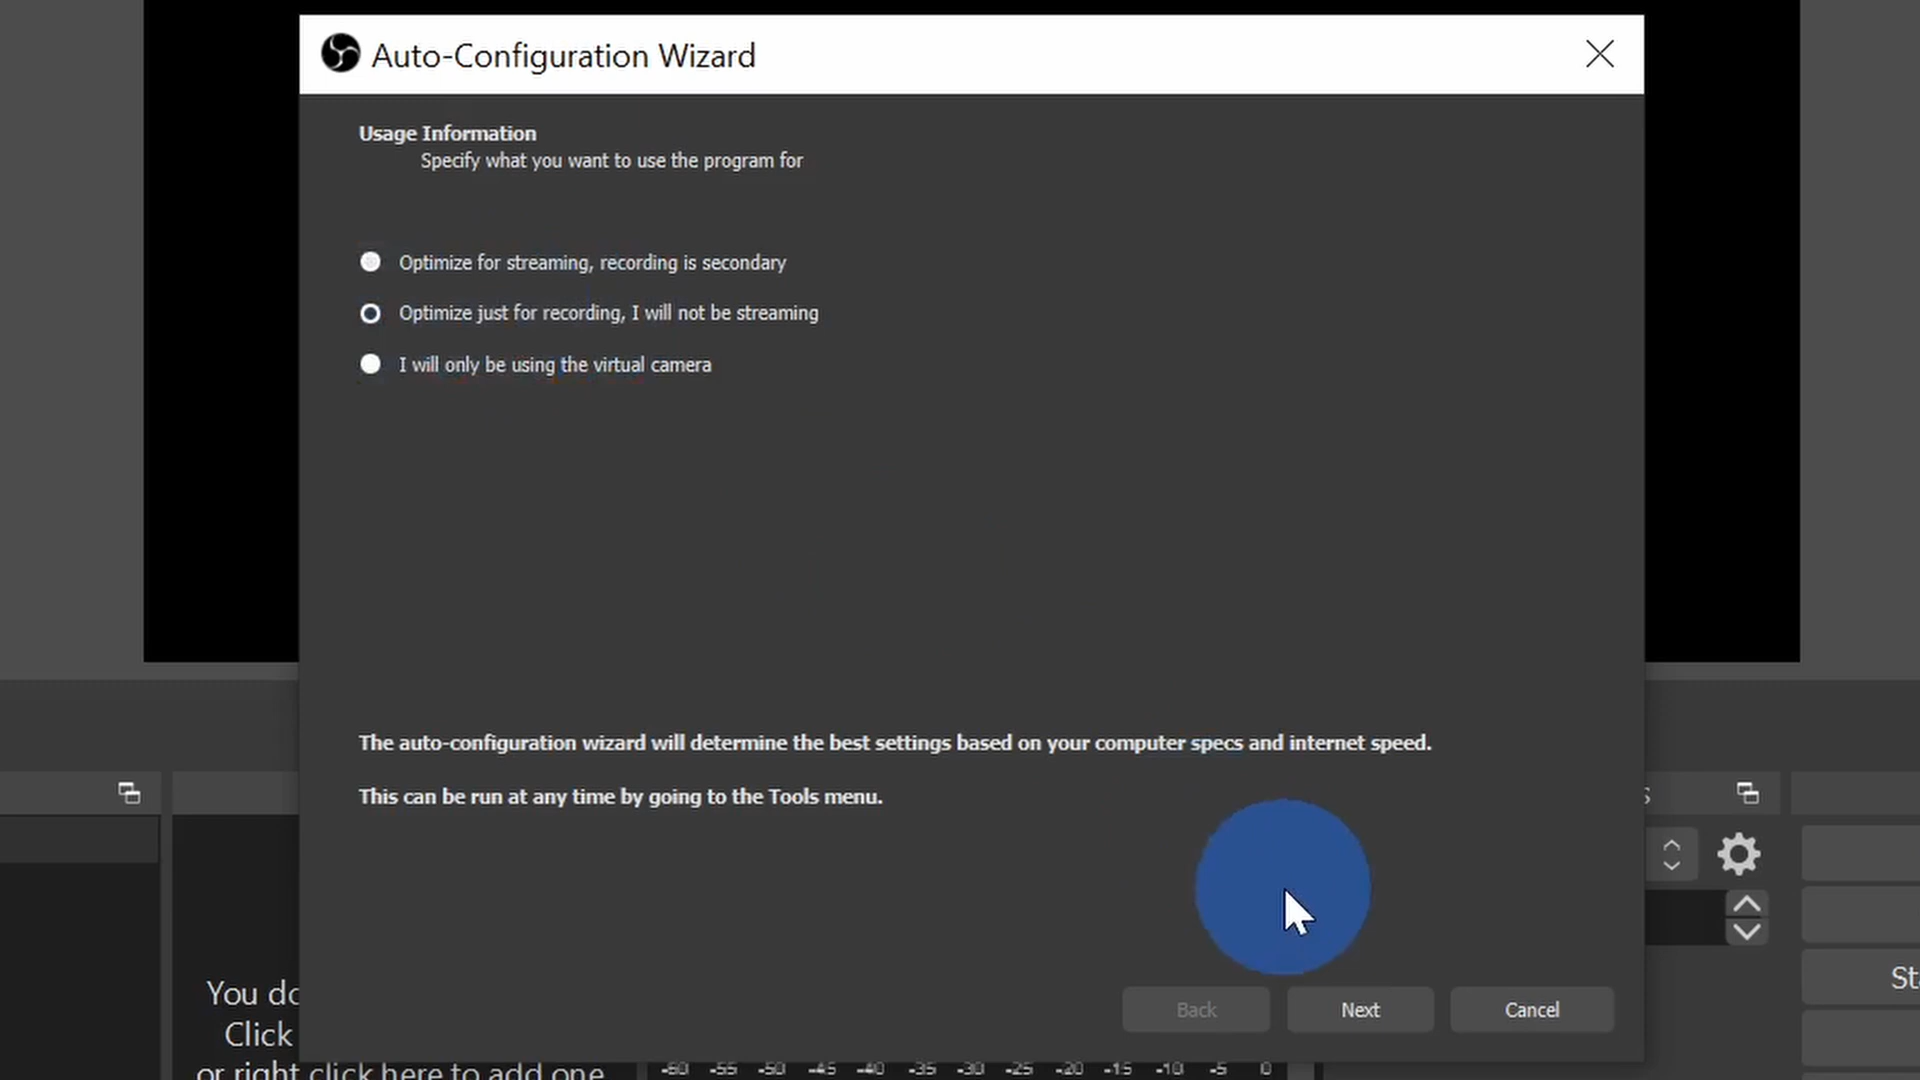 Auto-Configuration Wizard
Usage Information
Specify what you want to use the program for
Optimize for streaming, recording is secondary
Optimize just for recording, I will not be streaming
I will only be using the virtual camera
The auto-configuration wizard will determine the best settings based on your computer specs and internet speed.
This can be run at any time by going to the Tools menu.
You do
Click
or right click here to add one
Back
Next
Cancel
St
-60 -55 -50 -45 -40 -35 -30 -25 -20 -15 -10 -5 0